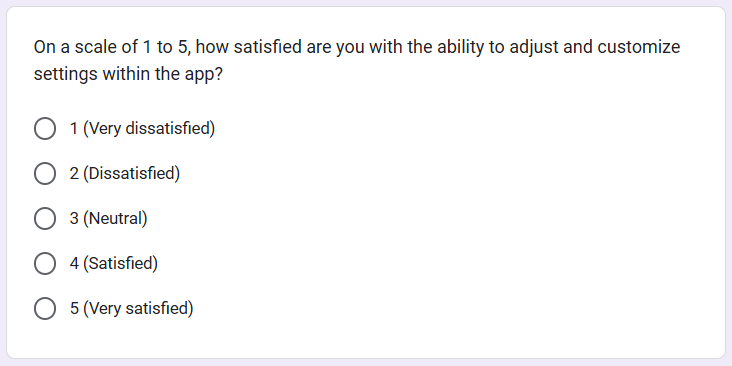 On a scale of 1 to 5, how satisfied are you with the ability to adjust and customize
settings within the app?
1 (Very dissatisfied)
2 (Dissatisfied)
3 (Neutral)
4 (Satisfied)
5 (Very satisfied)